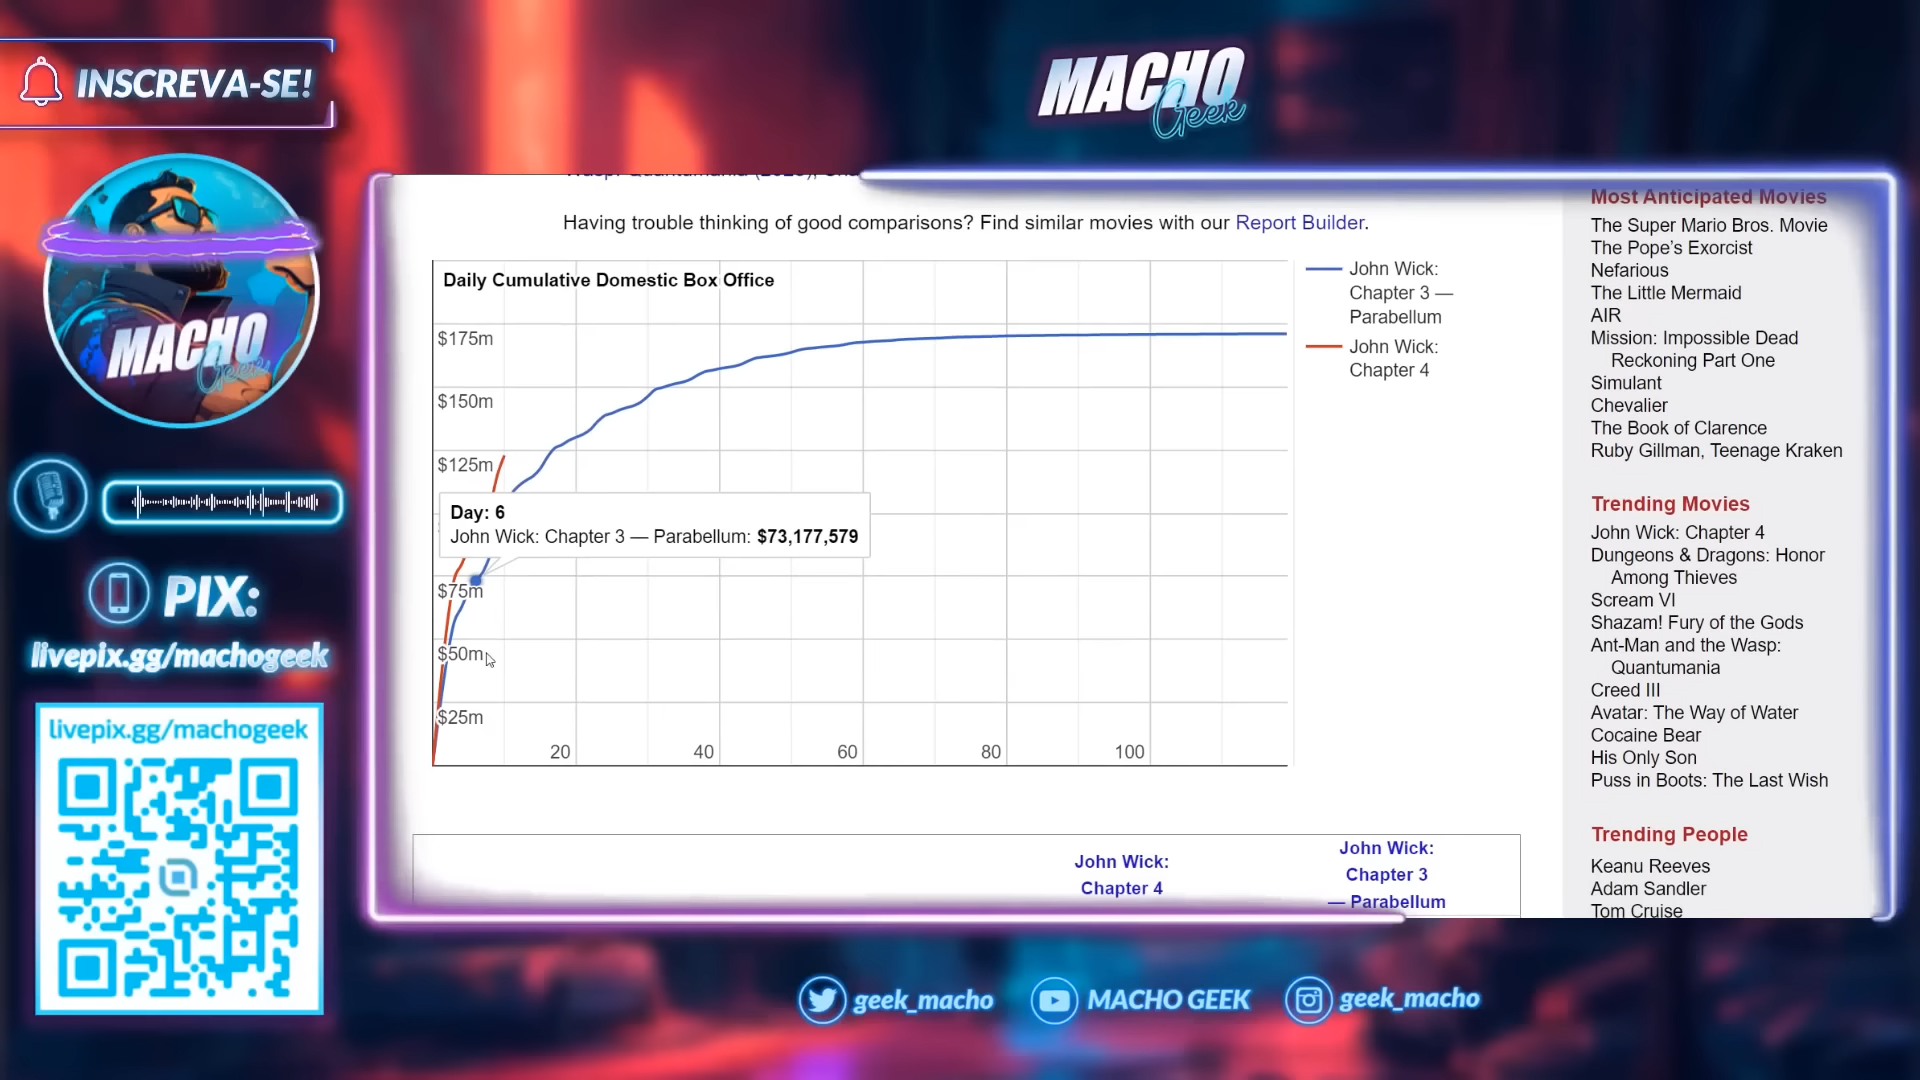 INSCREVA-SE!
MACHO
Geek
MACHO
Geek
PIX:
livepix.gg/machogeek
livepix.gg/machogeek
Having trouble thinking of good comparisons? Find similar movies with our Report Builder.
Daily Cumulative Domestic Box Office
$175m
$150m
$125m
$75m
$50m
$25m
20
40
60
80
100
Day: 6
John Wick: Chapter 3 — Parabellum: $73,177,579
John Wick:
Chapter 3 —
Parabellum
John Wick:
Chapter 4
John Wick:
Chapter 4
John Wick:
Chapter 3
— Parabellum
Most Anticipated Movies
The Super Mario Bros. Movie
The Pope’s Exorcist
Nefarious
The Little Mermaid
AIR
Mission: Impossible Dead
Reckoning Part One
Simulant
Chevalier
The Book of Clarence
Ruby Gillman, Teenage Kraken
Trending Movies
John Wick: Chapter 4
Dungeons & Dragons: Honor
Among Thieves
Scream VI
Shazam! Fury of the Gods
Ant-Man and the Wasp:
Quantumania
Creed III
Avatar: The Way of Water
Cocaine Bear
His Only Son
Puss in Boots: The Last Wish
Trending People
Keanu Reeves
Adam Sandler
Tom Cruise
geek_macho
MACHO GEEK
geek_macho